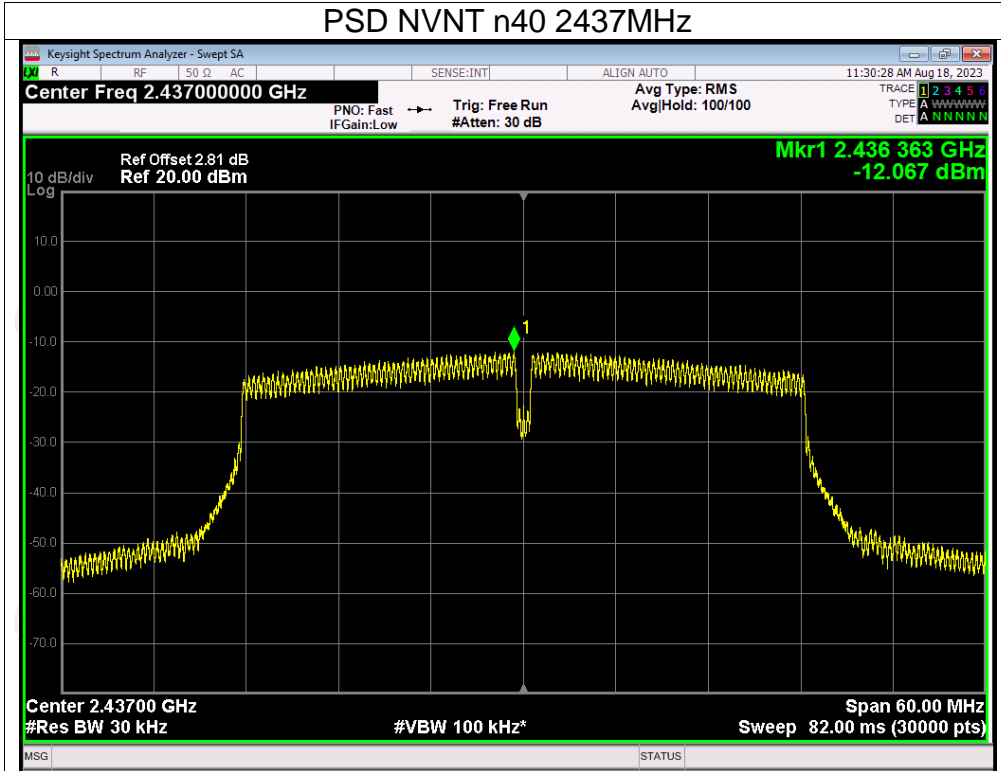 PSD NVNT n40 2437MHz
Keysight Spectrum Analyzer - Swept SA
LXI R RF 50 Ω AC SENSE:INT ALIGN AUTO 11:30:28 AM Aug 18, 2023
Center Freq 2.437000000 GHz
PNO: Fast
IFGain:Low
Trig: Free Run
#Atten: 30 dB
Avg Type: RMS
Avg|Hold: 100/100
TRACE 1 2 3 4 5 6
TYPE A WWWWW
DET A N N N N N
Mkr1 2.436 363 GHz
-12.067 dBm
Ref Offset 2.81 dB
10 dB/div Ref 20.00 dBm
Log
10.0
0.00
1
-10.0
-20.0
-30.0
-40.0
-50.0
-60.0
-70.0
Center 2.43700 GHz Span 60.00 MHz
#Res BW 30 kHz #VBW 100 kHz* Sweep 82.00 ms (30000 pts)
MSG STATUS